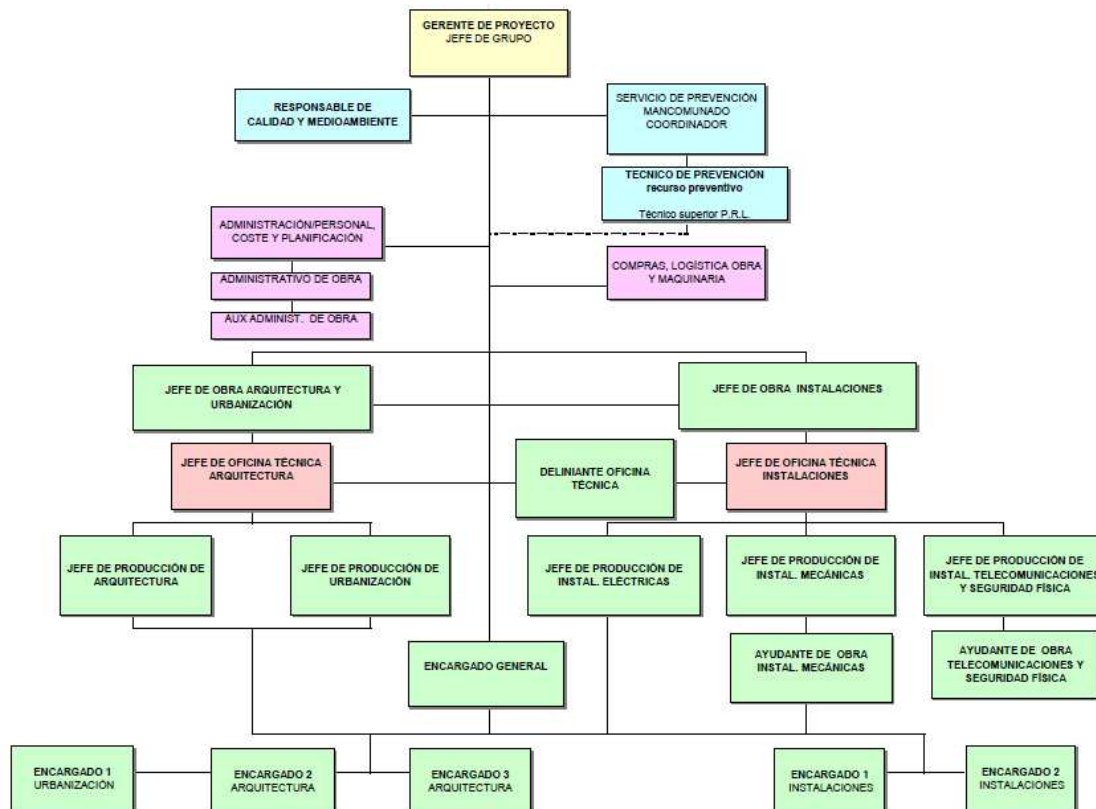 GERENTE DE PROYECTO
JEFE DE GRUPO
RESPONSABLE DE
CALIDAD Y MEDIOAMBIENTE
SERVICIO DE PREVENCIÓN
MANCOMUNADO
COORDINADOR
TECNICO DE PREVENCIÓN
recurso preventivo
Técnico superior P.R.L.
ADMINISTRACIÓN/PERSONAL,
COSTE Y PLANIFICACIÓN
ADMINISTRATIVO DE OBRA
AUX ADMINIST. DE OBRA
COMPRAS, LOGÍSTICA OBRA
Y MAQUINARIA
JEFE DE OBRA ARQUITECTURA Y
URBANIZACIÓN
JEFE DE OBRA INSTALACIONES
JEFE DE OFICINA TÉCNICA
ARQUITECTURA
DELINIANTE OFICINA
TÉCNICA
JEFE DE OFICINA TÉCNICA
INSTALACIONES
JEFE DE PRODUCCIÓN DE
ARQUITECTURA
JEFE DE PRODUCCIÓN DE
URBANIZACIÓN
JEFE DE PRODUCCIÓN DE
INSTAL. ELÉCTRICAS
JEFE DE PRODUCCIÓN DE
INSTAL. MECÁNICAS
JEFE DE PRODUCCIÓN DE
INSTAL. TELECOMUNICACIONES
Y SEGURIDAD FÍSICA
ENCARGADO GENERAL
AYUDANTE DE OBRA
INSTAL. MECÁNICAS
AYUDANTE DE OBRA
TELECOMUNICACIONES Y
SEGURIDAD FÍSICA
ENCARGADO 1
URBANIZACIÓN
ENCARGADO 2
ARQUITECTURA
ENCARGADO 3
ARQUITECTURA
ENCARGADO 1
INSTALACIONES
ENCARGADO 2
INSTALACIONES